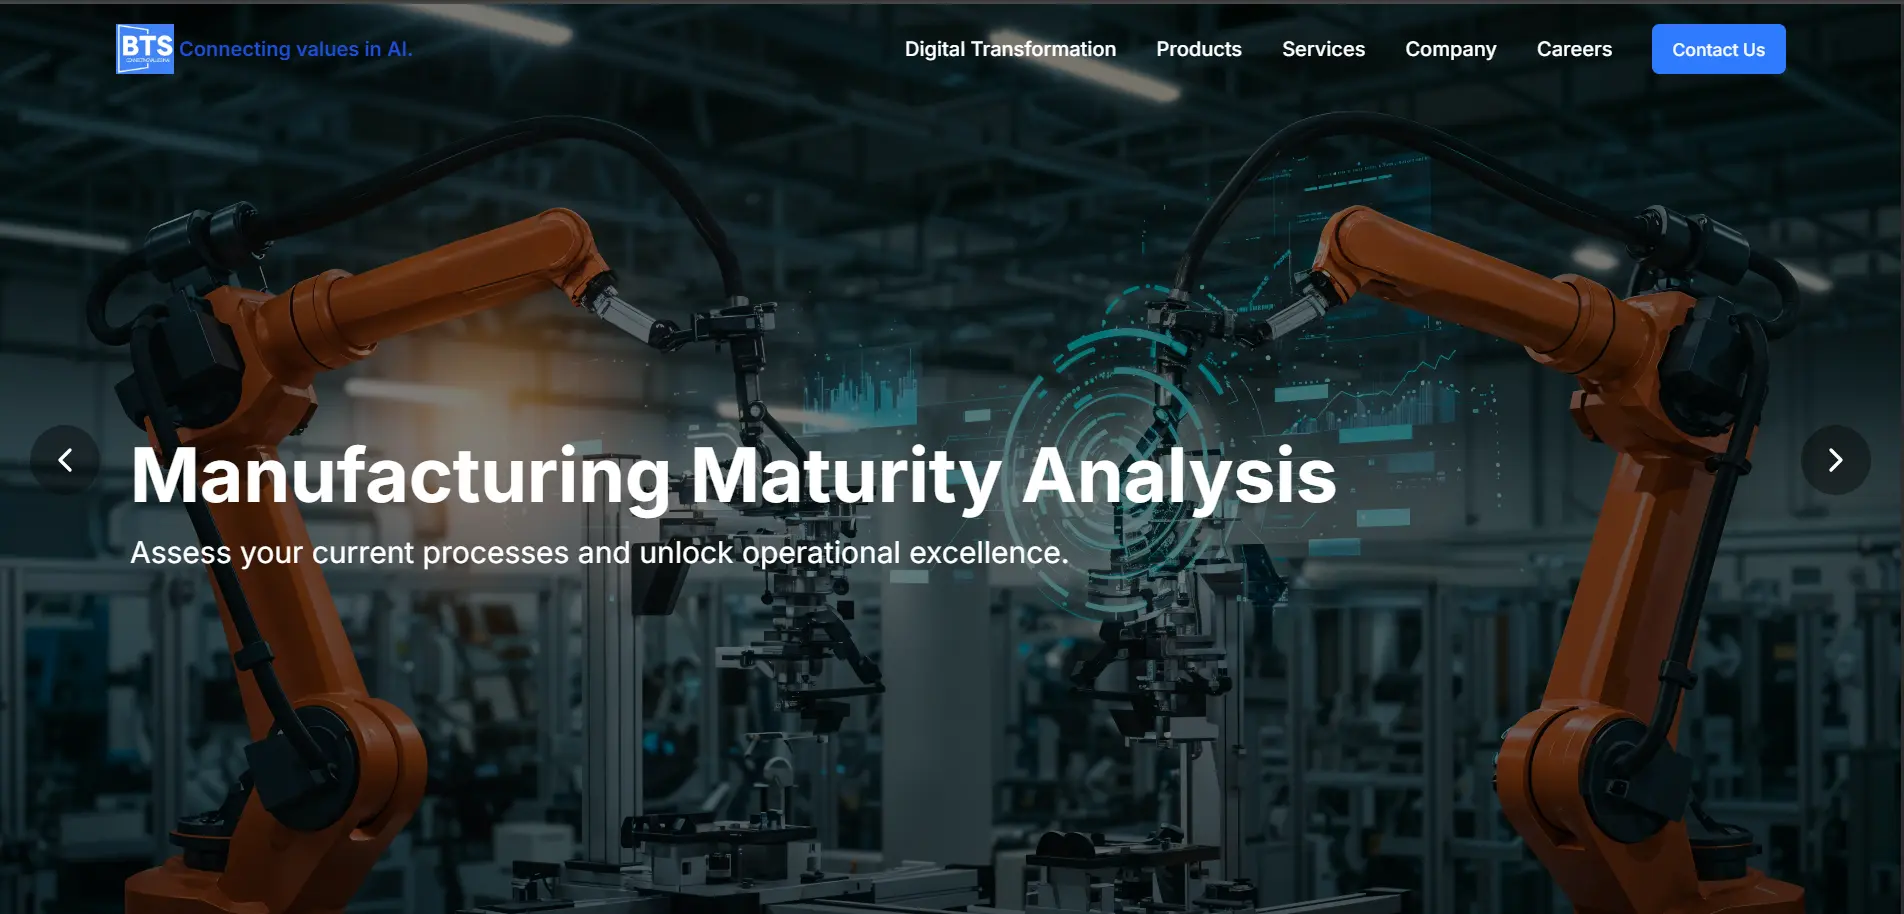 BTS
Connecting values in AI.
Digital Transformation
Products
Services
Company
Careers
Contact Us
Manufacturing Maturity Analysis
Assess your current processes and unlock operational excellence.